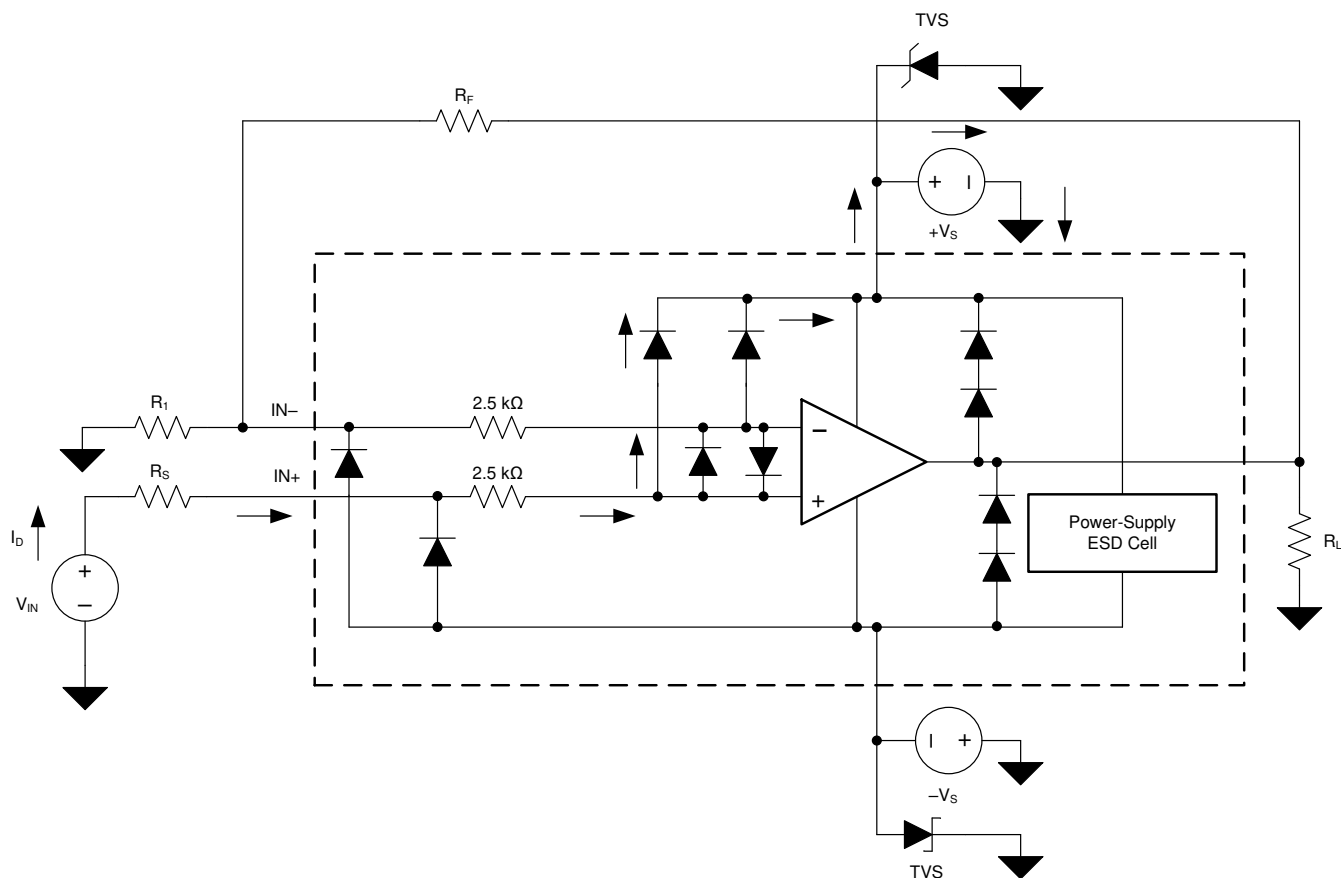 TVS
R_F
+ –
+V_S
R_1
IN–
2.5 kΩ
R_S
IN+
2.5 kΩ
–
+
Power-Supply
ESD Cell
R_L
I_D
+
–
V_IN
– +
–V_S
TVS